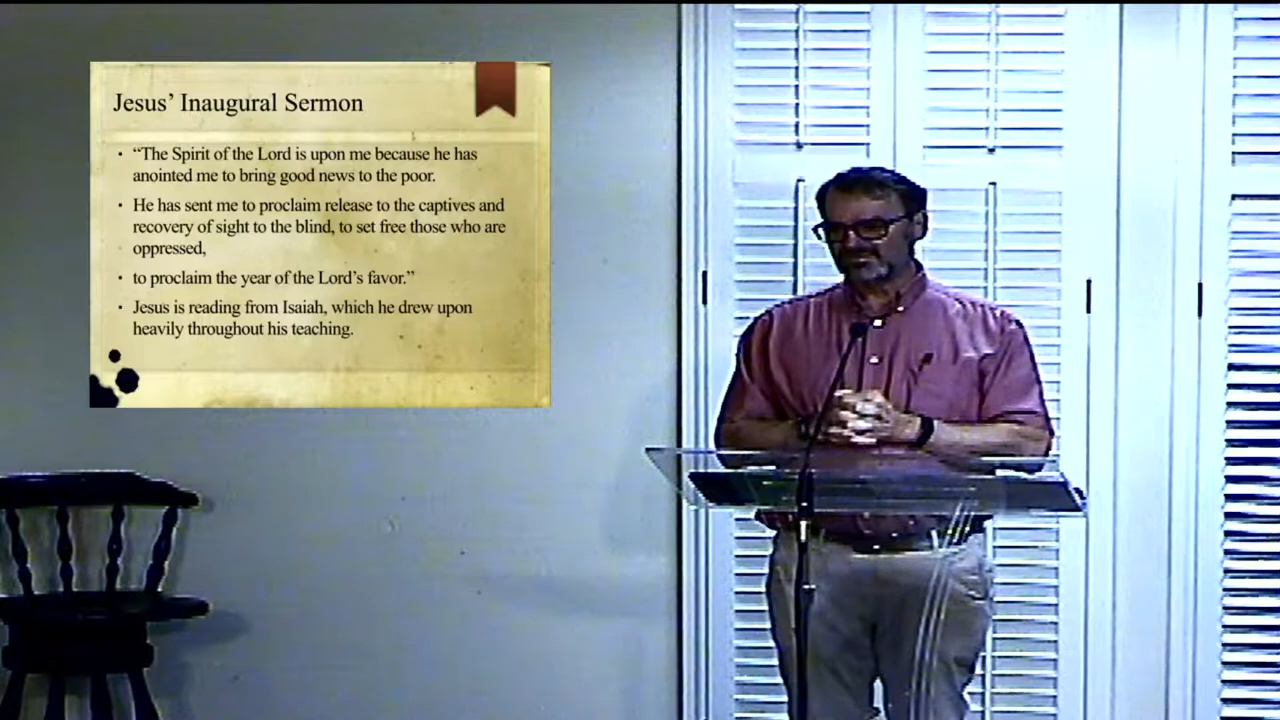 Jesus’ Inaugural Sermon
• “The Spirit of the Lord is upon me because he has
anointed me to bring good news to the poor.
• He has sent me to proclaim release to the captives and
recovery of sight to the blind, to set free those who are
oppressed,
• to proclaim the year of the Lord’s favor.”
• Jesus is reading from Isaiah, which he drew upon
heavily throughout his teaching.